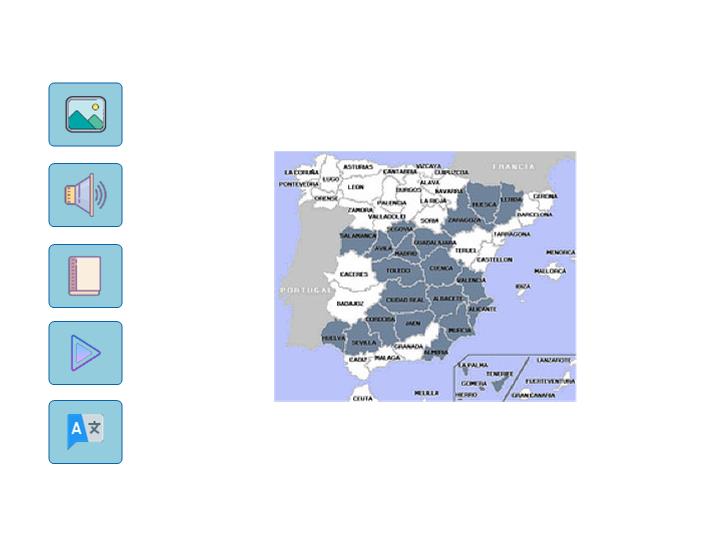 FRANCIA
ASTURIAS
VIZCAYA
CANTABRIA
GUIPUZCOA
LA CORUÑA
LUGO
ALAVA
PONTEVEDRA
LEON
BURGOS
NAVARRA
ORENSE
PALENCIA
LA RIOJA
HUESCA
LERIDA
GERONA
ZAMORA
VALLADOLID
SORIA
ZARAGOZA
BARCELONA
SEGOVIA
SALAMANCA
TARRAGONA
GUADALAJARA
AVILA
MADRID
TERUEL
CASTELLON
MENORCA
CACERES
TOLEDO
CUENCA
MALLORCA
VALENCIA
IBIZA
PORTUGAL
BADAJOZ
CIUDAD REAL
ALBACETE
ALICANTE
CORDOBA
JAEN
MURCIA
HUELVA
SEVILLA
GRANADA
ALMERIA
CADIZ
MALAGA
LA PALMA
LANZAROTE
TENERIFE
GOMERA
FUERTEVENTURA
CEUTA
MELILLA
HIERRO
GRAN CANARIA
A 文